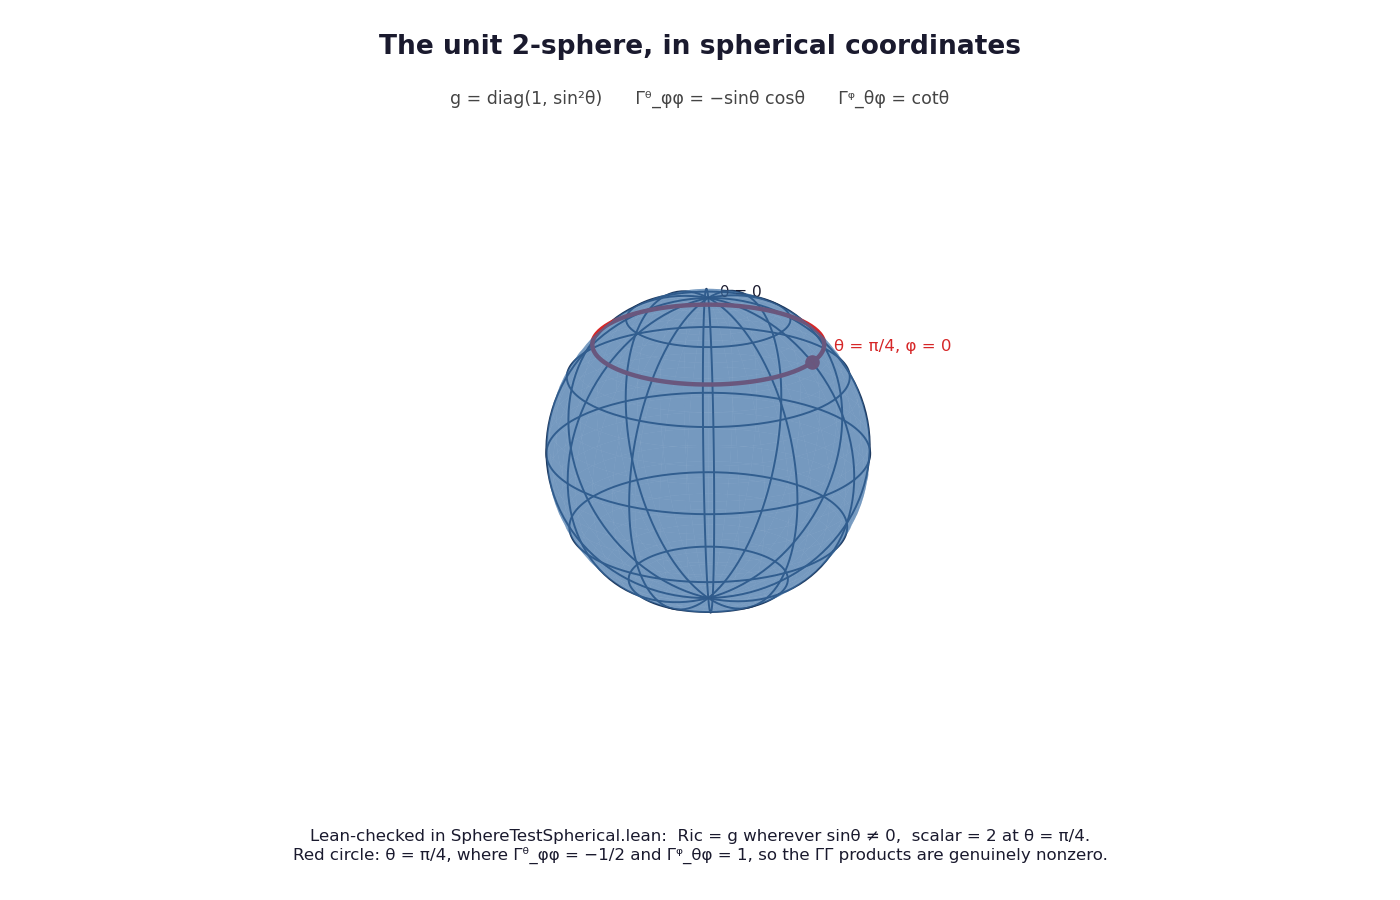 The unit 2-sphere, in spherical coordinates
g = diag(1, sin²θ)      Γᶿ_φφ = −sinθ cosθ      Γᵠ_θφ = cotθ
θ = 0
θ = π/4, φ = 0
Lean-checked in SphereTestSpherical.lean:  Ric = g wherever sinθ ≠ 0,  scalar = 2 at θ = π/4.
Red circle: θ = π/4, where Γᶿ_φφ = −1/2 and Γᵠ_θφ = 1, so the ΓΓ products are genuinely nonzero.